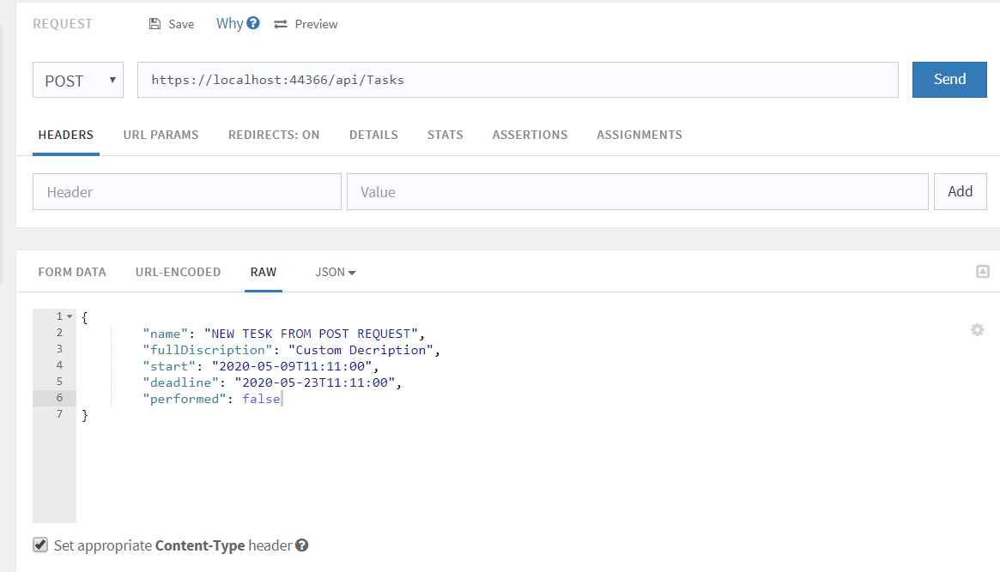 REQUEST Save Why ? Preview
POST https://localhost:44366/api/Tasks Send
HEADERS URL PARAMS REDIRECTS: ON DETAILS STATS ASSERTIONS ASSIGNMENTS
Header Value Add
FORM DATA URL-ENCODED RAW JSON
1 {
2 "name": "NEW TESK FROM POST REQUEST",
3 "fullDiscription": "Custom Decription",
4 "start": "2020-05-09T11:11:00",
5 "deadline": "2020-05-23T11:11:00",
6 "performed": false
7 }
Set appropriate Content-Type header ?